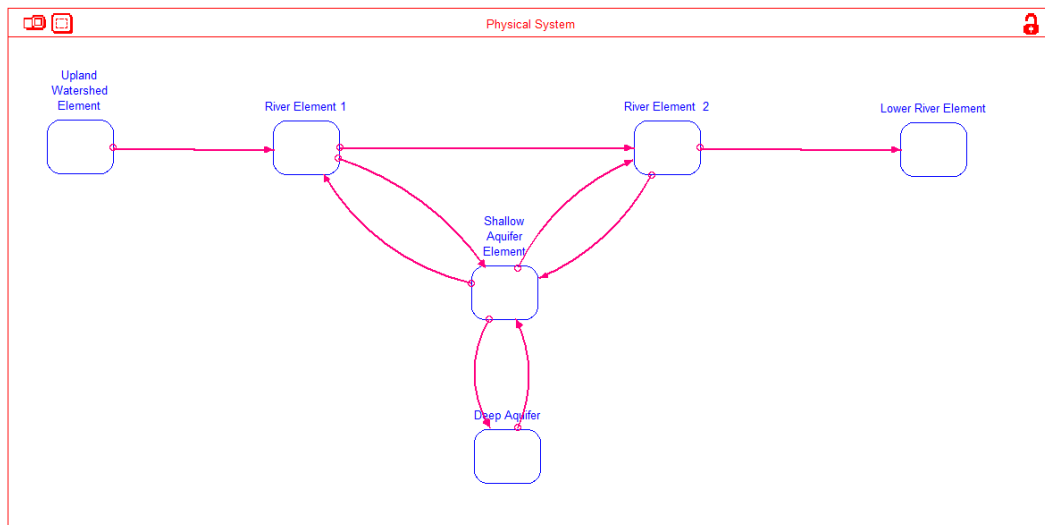 Physical System
Upland
Watershed
Element
River Element 1
River Element 2
Lower River Element
Shallow
Aquifer
Element
Deep Aquifer